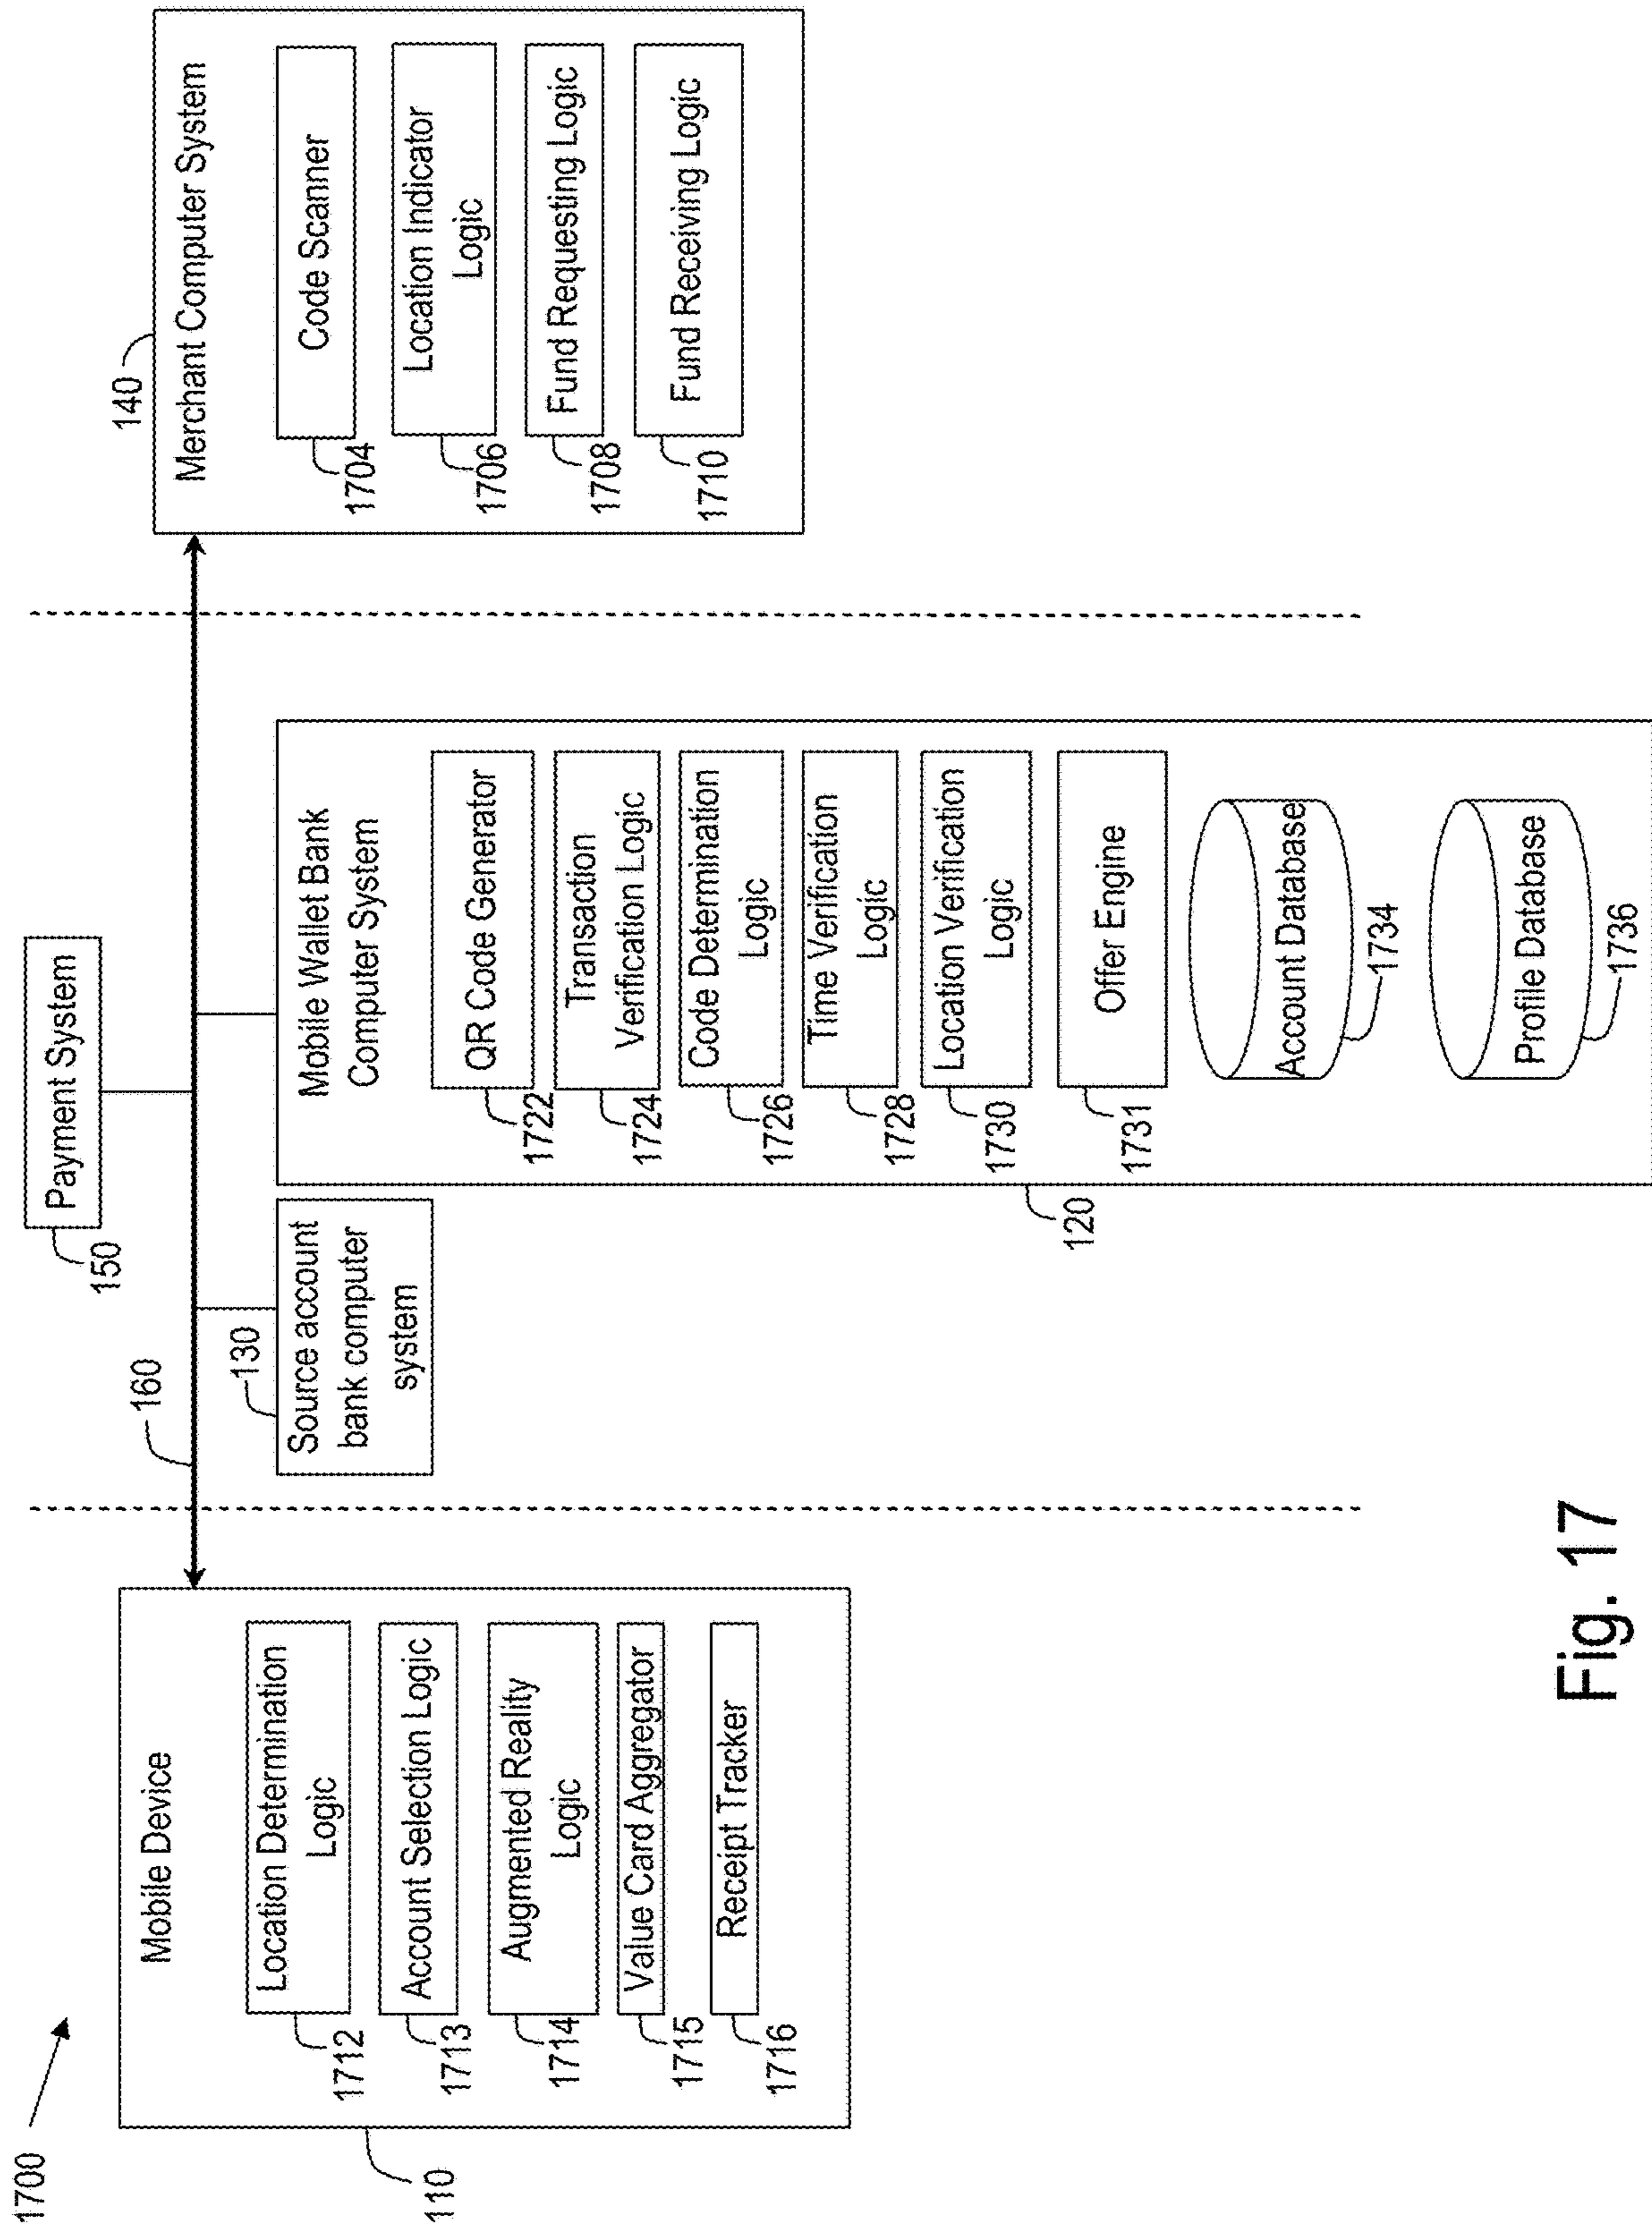 1700
110
Mobile Device
1712
Location Determination
Logic
1713
Account Selection Logic
1714
Augmented Reality
Logic
1715
Value Card Aggregator
1716
Receipt Tracker
160
150
Payment System
130
Source account
bank computer
system
120
Mobile Wallet Bank
Computer System
1722
QR Code Generator
1724
Transaction
Verification Logic
1726
Code Determination
Logic
1728
Time Verification
Logic
1730
Location Verification
Logic
1731
Offer Engine
Account Database
1734
Profile Database
1736
140
Merchant Computer System
1704
Code Scanner
1706
Location Indicator
Logic
1708
Fund Requesting Logic
1710
Fund Receiving Logic
Fig. 17